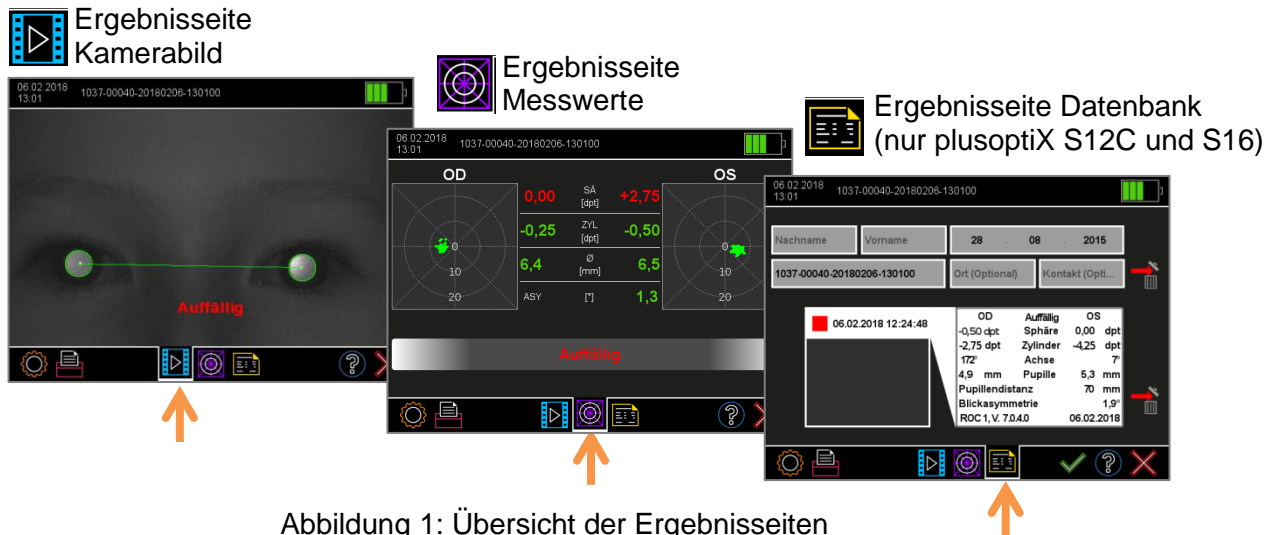 Ergebnisseite
Kamerabild
06.02.2018
13:01
1037-00040-20180206-130100
Auffällig
?
Ergebnisseite
Messwerte
06.02.2018
13:01
1037-00040-20180206-130100
OD
OS
0,00 SÄ [dpt] +2,75
-0,25 ZYL [dpt] -0,50
6,4 Ø [mm] 6,5
ASY [°] 1,3
0
10
20
0
10
20
Auffällig
?
Ergebnisseite Datenbank
(nur plusoptiX S12C und S16)
06.02.2018
13:01
1037-00040-20180206-130100
Nachname Vorname 28 . 08 . 2015
1037-00040-20180206-130100 Ort (Optional) Kontakt (Opti...
06.02.2018 12:24:48
OD Auffällig OS
-0,50 dpt Sphäre 0,00 dpt
-2,75 dpt Zylinder -4,25 dpt
172° Achse 7°
4,9 mm Pupille 5,3 mm
Pupillendistanz 70 mm
Blickasymmetrie 1,9°
ROC 1, V. 7.0.4.0 06.02.2018
?
Abbildung 1: Übersicht der Ergebnisseiten